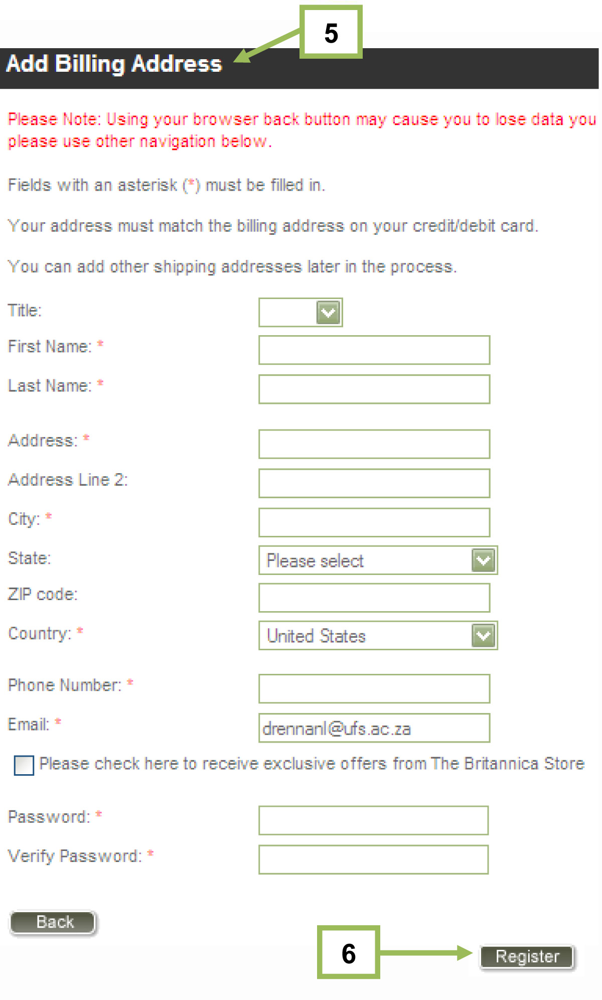 5
Add Billing Address
Please Note: Using your browser back button may cause you to lose data you
please use other navigation below.
Fields with an asterisk (*) must be filled in.
Your address must match the billing address on your credit/debit card.
You can add other shipping addresses later in the process.
Title:
First Name: *
Last Name: *
Address: *
Address Line 2:
City: *
State: Please select
ZIP code:
Country: * United States
Phone Number: *
Email: * drennanl@ufs.ac.za
Please check here to receive exclusive offers from The Britannica Store
Password: *
Verify Password: *
Back
6 Register